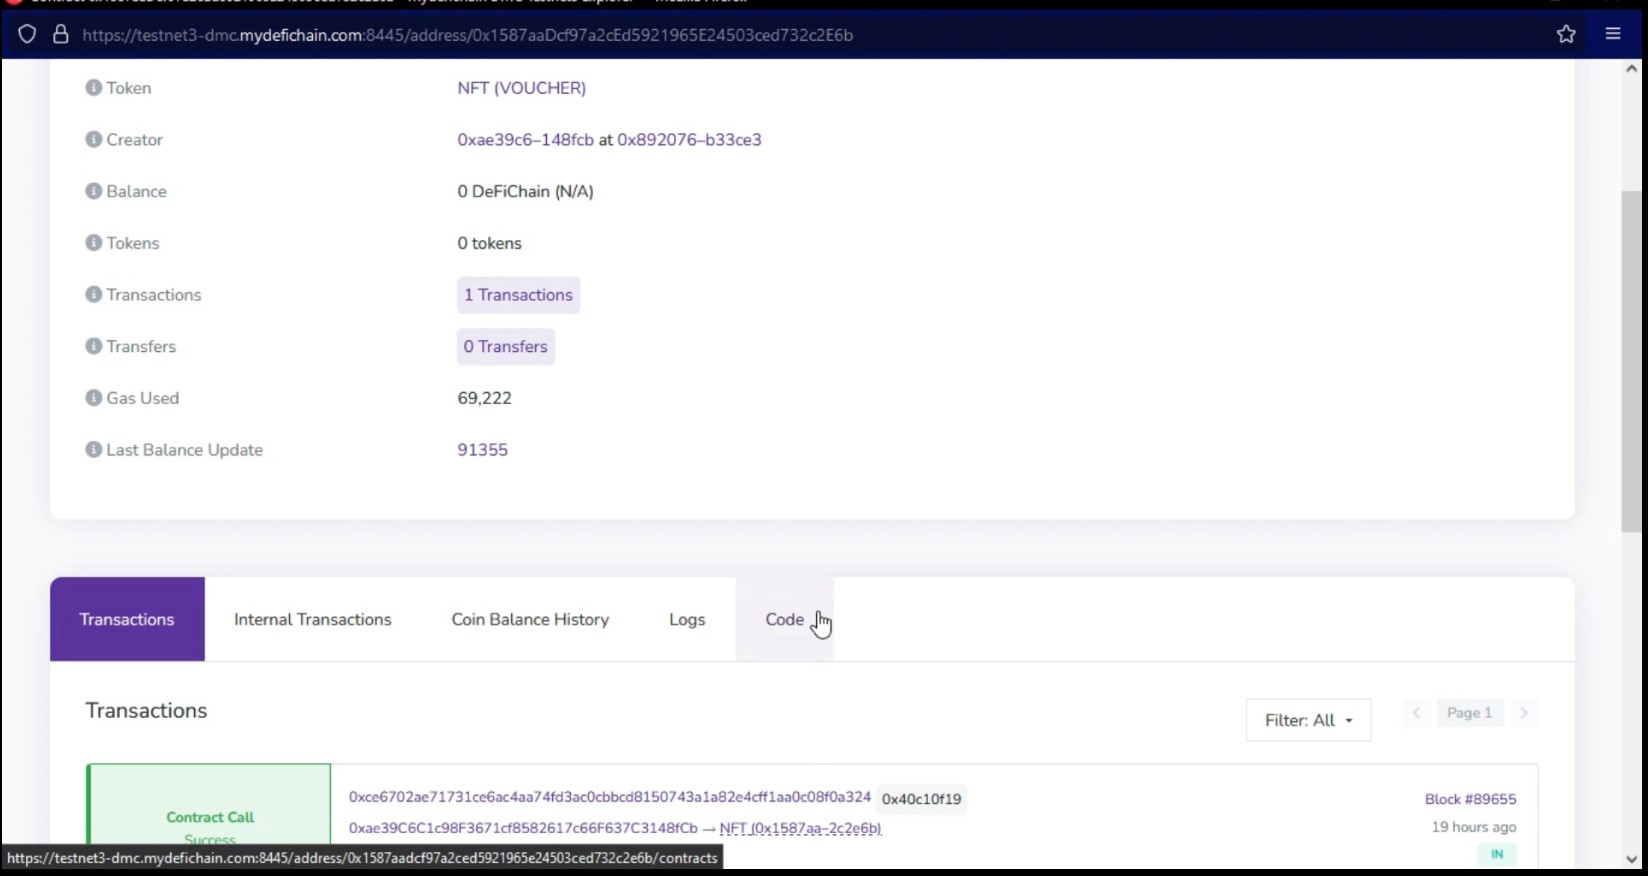 https://testnet3-dmc.mydefichain.com:8445/address/0x1587aaDcf97a2cEd5921965E24503ced732c2E6b
Token NFT (VOUCHER)
Creator 0xae39c6–148fcb at 0x892076–b33ce3
Balance 0 DeFiChain (N/A)
Tokens 0 tokens
Transactions 1 Transactions
Transfers 0 Transfers
Gas Used 69,222
Last Balance Update 91355
Transactions Internal Transactions Coin Balance History Logs Code
Transactions
Filter: All
Page 1
Contract Call
Success
0xce6702ae71731ce6ac4aa74fd3ac0cbbcd8150743a1a82e4cff1aa0c08f0a324 0x40c10f19
0xae39C6C1c98F3671cf8582617c66F637C3148fCb → NFT (0x1587aa–2c2e6b)
Block #89655
19 hours ago
IN
https://testnet3-dmc.mydefichain.com:8445/address/0x1587aadcf97a2ced5921965e24503ced732c2e6b/contracts